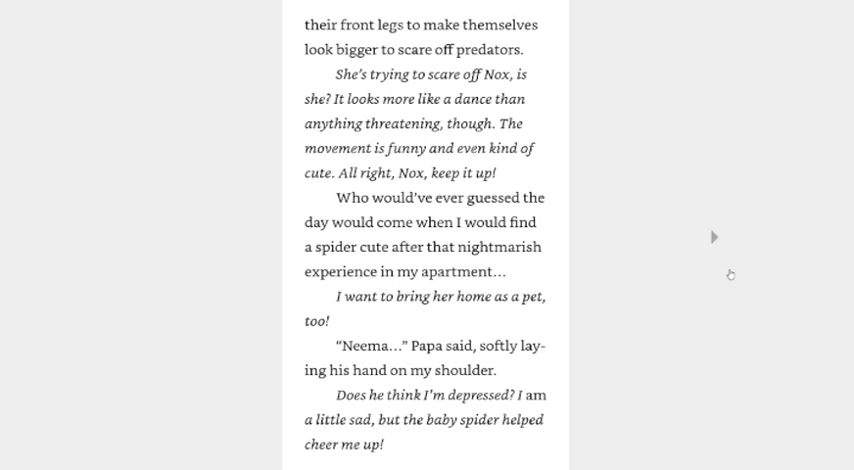 their front legs to make themselves
look bigger to scare off predators.
She's trying to scare off Nox, is
she? It looks more like a dance than
anything threatening, though. The
movement is funny and even kind of
cute. All right, Nox, keep it up!
Who would've ever guessed the
day would come when I would find
a spider cute after that nightmarish
experience in my apartment…
I want to bring her home as a pet,
too!
“Neema…” Papa said, softly lay-
ing his hand on my shoulder.
Does he think I'm depressed? I am
a little sad, but the baby spider helped
cheer me up!